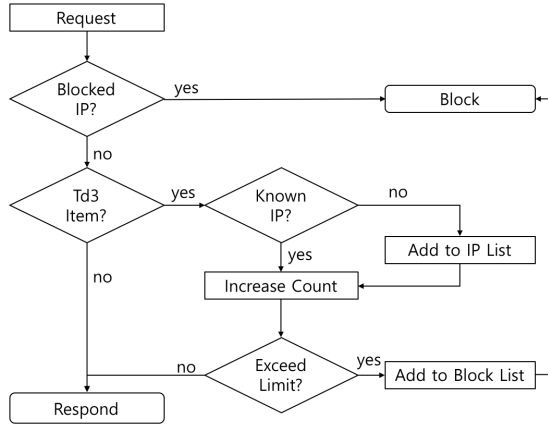 Request
Blocked
IP?
yes
Block
no
Td3
Item?
yes
Known
IP?
no
Add to IP List
yes
no
Increase Count
Exceed
Limit?
no
yes
Add to Block List
Respond